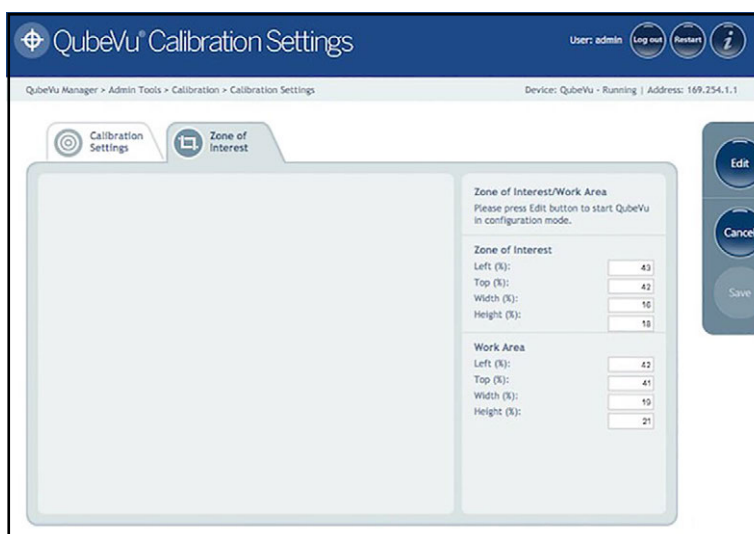 QubeVu® Calibration Settings
User: admin
Log out
Restart
i
QubeVu Manager > Admin Tools > Calibration > Calibration Settings
Device: QubeVu - Running | Address: 169.254.1.1
Calibration
Settings
Zone of
Interest
Edit
Cancel
Save
Zone of Interest/Work Area
Please press Edit button to start QubeVu
in configuration mode.
Zone of Interest
Left (%): 43
Top (%): 42
Width (%): 16
Height (%): 18
Work Area
Left (%): 42
Top (%): 41
Width (%): 19
Height (%): 21